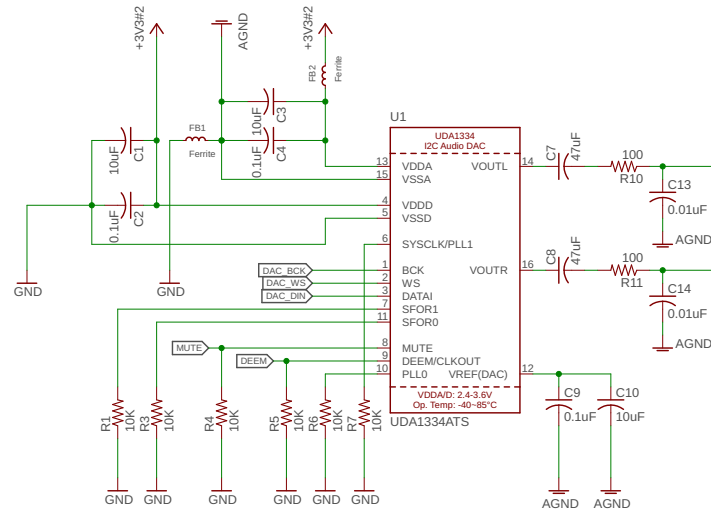 +3V3#2
AGND
+3V3#2
FB2
Ferrite
10uF
C3
U1
UDA1334
I2C Audio DAC
FB1
Ferrite
10uF
C1
0.1uF
C4
C7
47uF
100
R10
13
VDDA
VOUTL
14
15
VSSA
C13
0.01uF
0.1uF
C2
4
VDDD
5
VSSD
AGND
6
SYSCLK/PLL1
C8
47uF
100
R11
GND
GND
DAC_BCK
1
BCK
VOUTR
16
DAC_WS
2
WS
DAC_DIN
3
DATAI
C14
0.01uF
7
SFOR1
11
SFOR0
AGND
MUTE
8
MUTE
DEEM
9
DEEM/CLKOUT
10
PLL0
VREF(DAC)
12
VDDA/D: 2.4-3.6V
Op. Temp: -40~85°C
UDA1334ATS
C9
0.1uF
C10
10uF
R1
10K
R3
10K
R4
10K
R5
10K
R6
10K
R7
10K
GND
GND
GND
GND
GND
GND
AGND
AGND